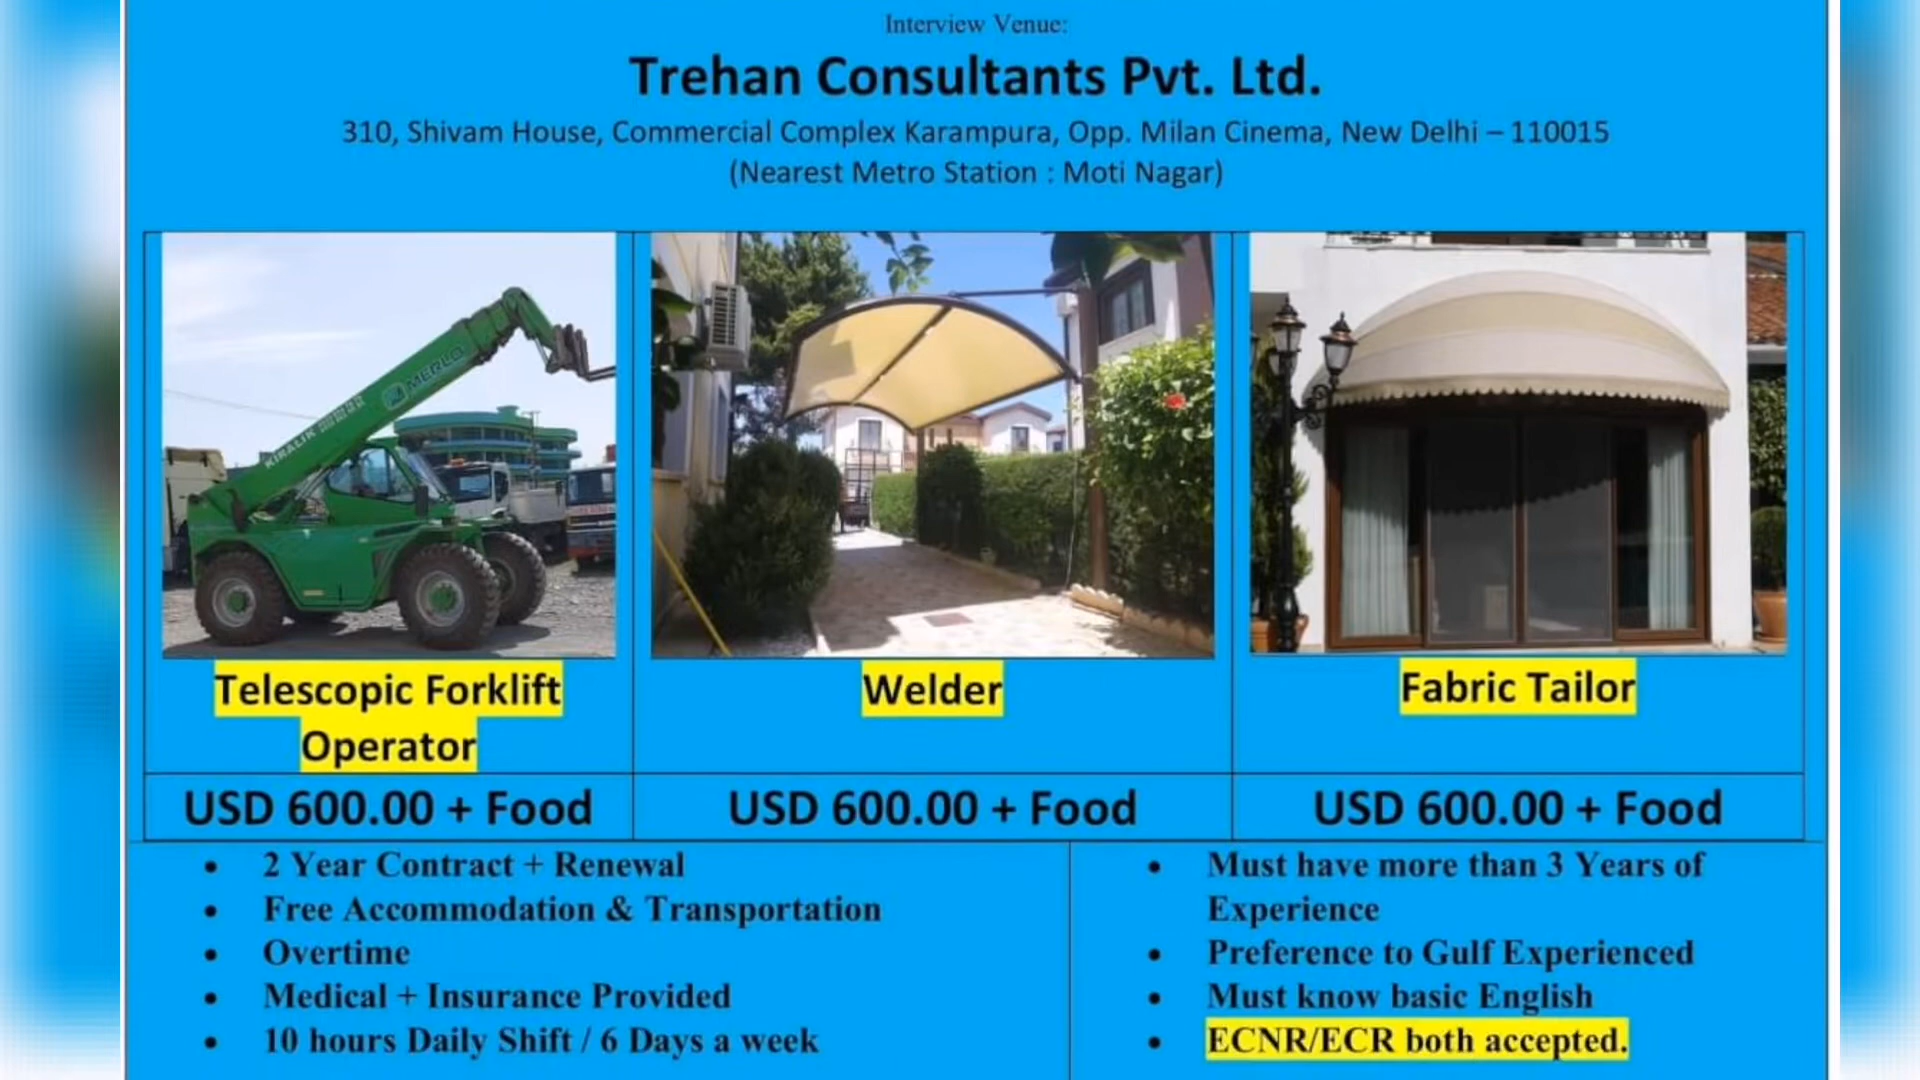 Interview Venue:
Trehan Consultants Pvt. Ltd.
310, Shivam House, Commercial Complex Karampura, Opp. Milan Cinema, New Delhi – 110015
(Nearest Metro Station : Moti Nagar)
MERLO
KIRALIK
Telescopic Forklift
Operator
Welder
Fabric Tailor
USD 600.00 + Food
USD 600.00 + Food
USD 600.00 + Food
• 2 Year Contract + Renewal
• Free Accommodation & Transportation
• Overtime
• Medical + Insurance Provided
• 10 hours Daily Shift / 6 Days a week
• Must have more than 3 Years of
Experience
• Preference to Gulf Experienced
• Must know basic English
• ECNR/ECR both accepted.